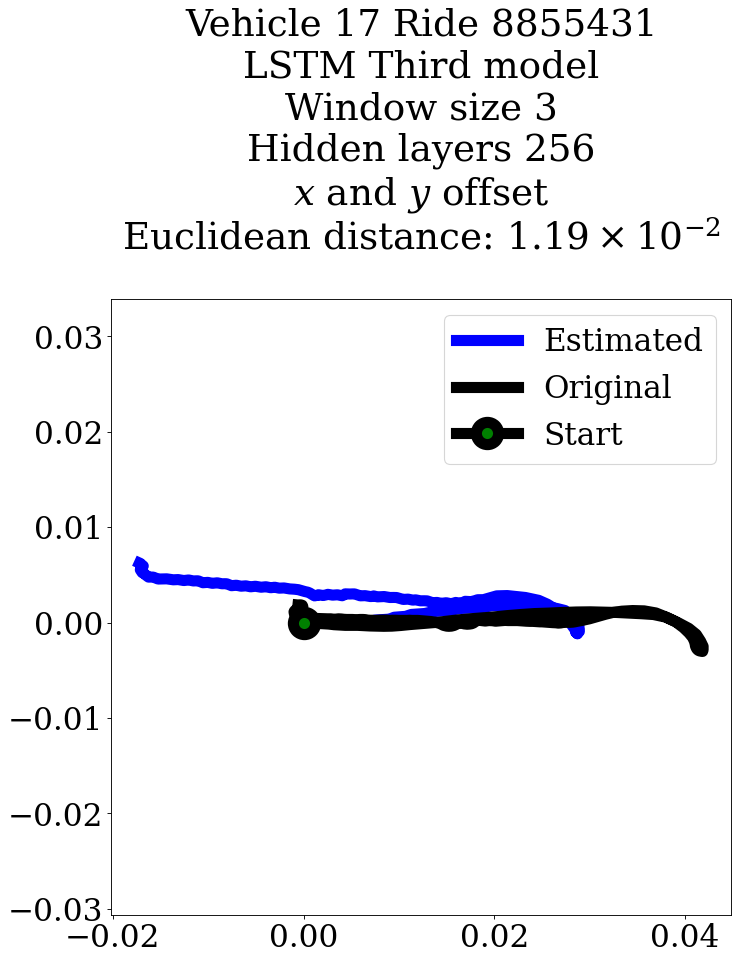 Vehicle 17 Ride 8855431
LSTM Third model
Window size 3
Hidden layers 256
x and y offset
Euclidean distance: 1.19 × 10⁻²
Estimated
Original
Start
0.03
0.02
0.01
0.00
−0.01
−0.02
−0.03
−0.02 0.00 0.02 0.04